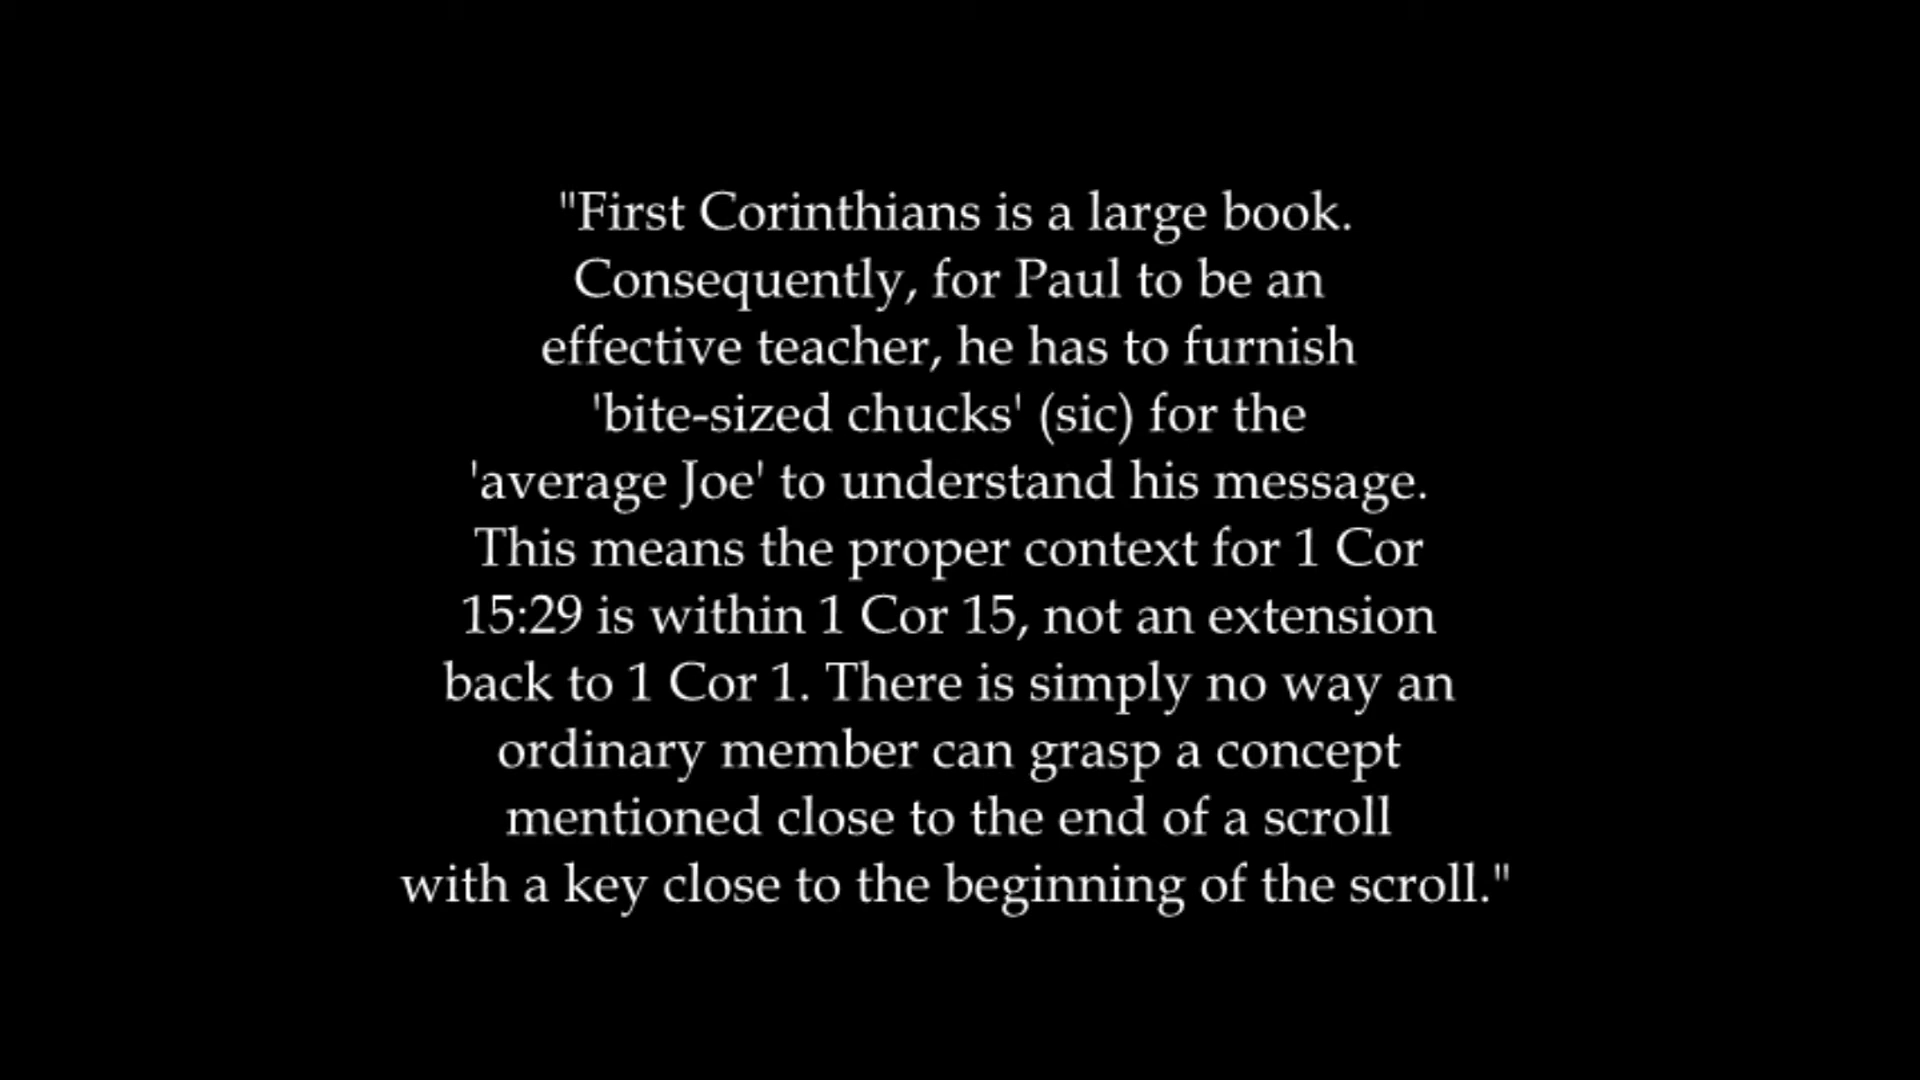 "First Corinthians is a large book.
Consequently, for Paul to be an
effective teacher, he has to furnish
'bite-sized chucks' (sic) for the
'average Joe' to understand his message.
This means the proper context for 1 Cor
15:29 is within 1 Cor 15, not an extension
back to 1 Cor 1. There is simply no way an
ordinary member can grasp a concept
mentioned close to the end of a scroll
with a key close to the beginning of the scroll."